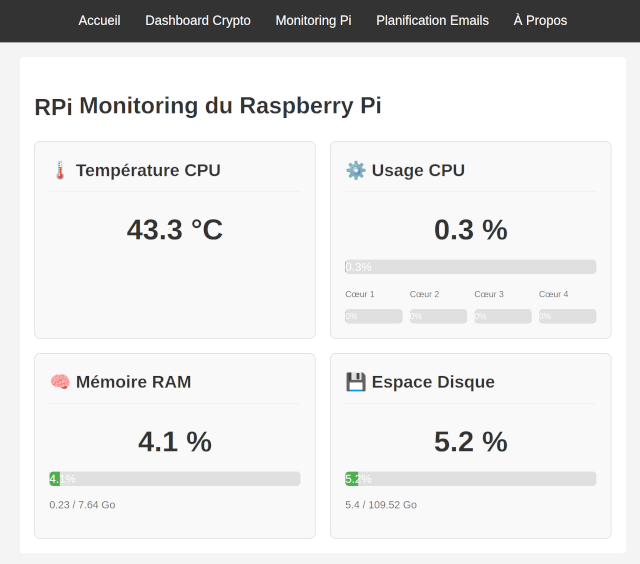 Accueil Dashboard Crypto Monitoring Pi Planification Emails À Propos
RPi Monitoring du Raspberry Pi
Température CPU
43.3 °C
Usage CPU
0.3 %
0.3%
Cœur 1 Cœur 2 Cœur 3 Cœur 4
0% 0% 0% 0%
Mémoire RAM
4.1 %
4.1%
0.23 / 7.64 Go
Espace Disque
5.2 %
5.2%
5.4 / 109.52 Go